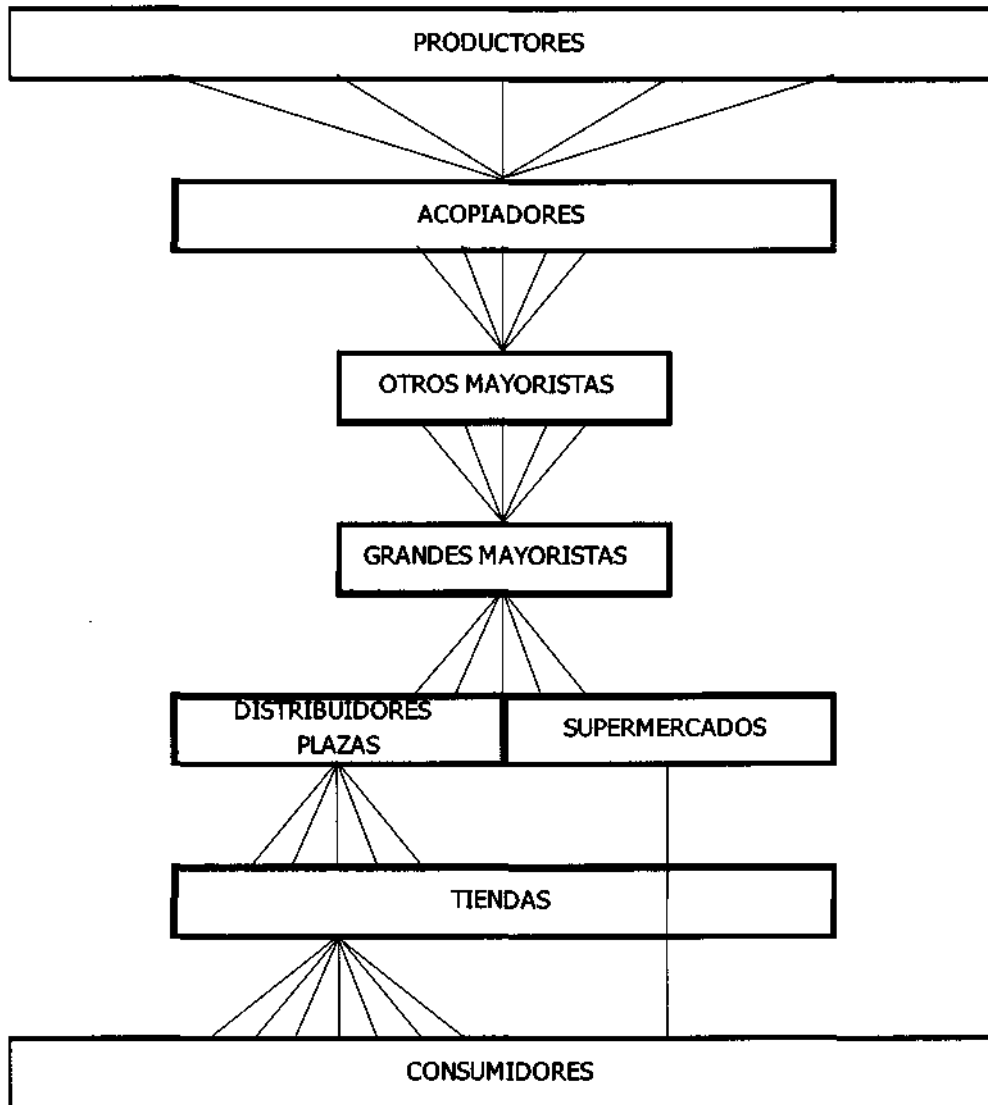 PRODUCTORES
ACOPIADORES
OTROS MAYORISTAS
GRANDES MAYORISTAS
DISTRIBUIDORES
PLAZAS
SUPERMERCADOS
TIENDAS
CONSUMIDORES